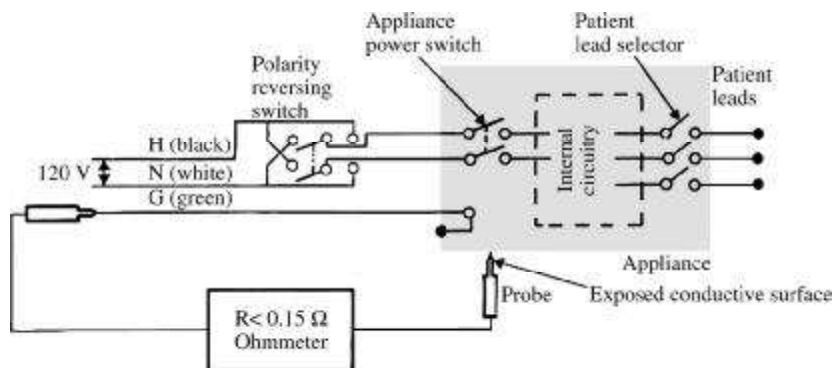 Appliance
power switch
Patient
lead selector
Polarity
reversing
switch
Patient
leads
H (black)
120 V
N (white)
G (green)
Internal
circuitry
Appliance
Probe
Exposed conductive surface
R< 0.15 Ω
Ohmmeter